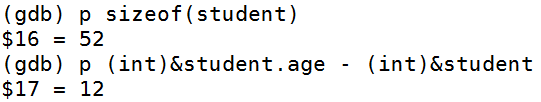 (gdb) p sizeof(student)
$16 = 52
(gdb) p (int)&student.age - (int)&student
$17 = 12